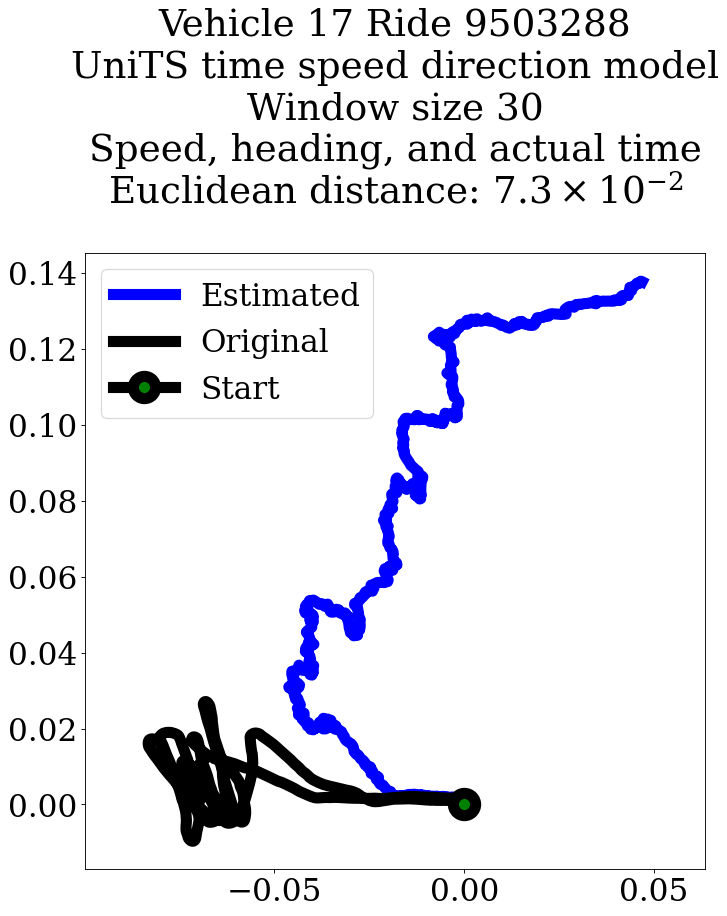 Vehicle 17 Ride 9503288
UniTS time speed direction model
Window size 30
Speed, heading, and actual time
Euclidean distance: 7.3 × 10⁻²
Estimated
Original
Start
0.14
0.12
0.10
0.08
0.06
0.04
0.02
0.00
−0.05 0.00 0.05